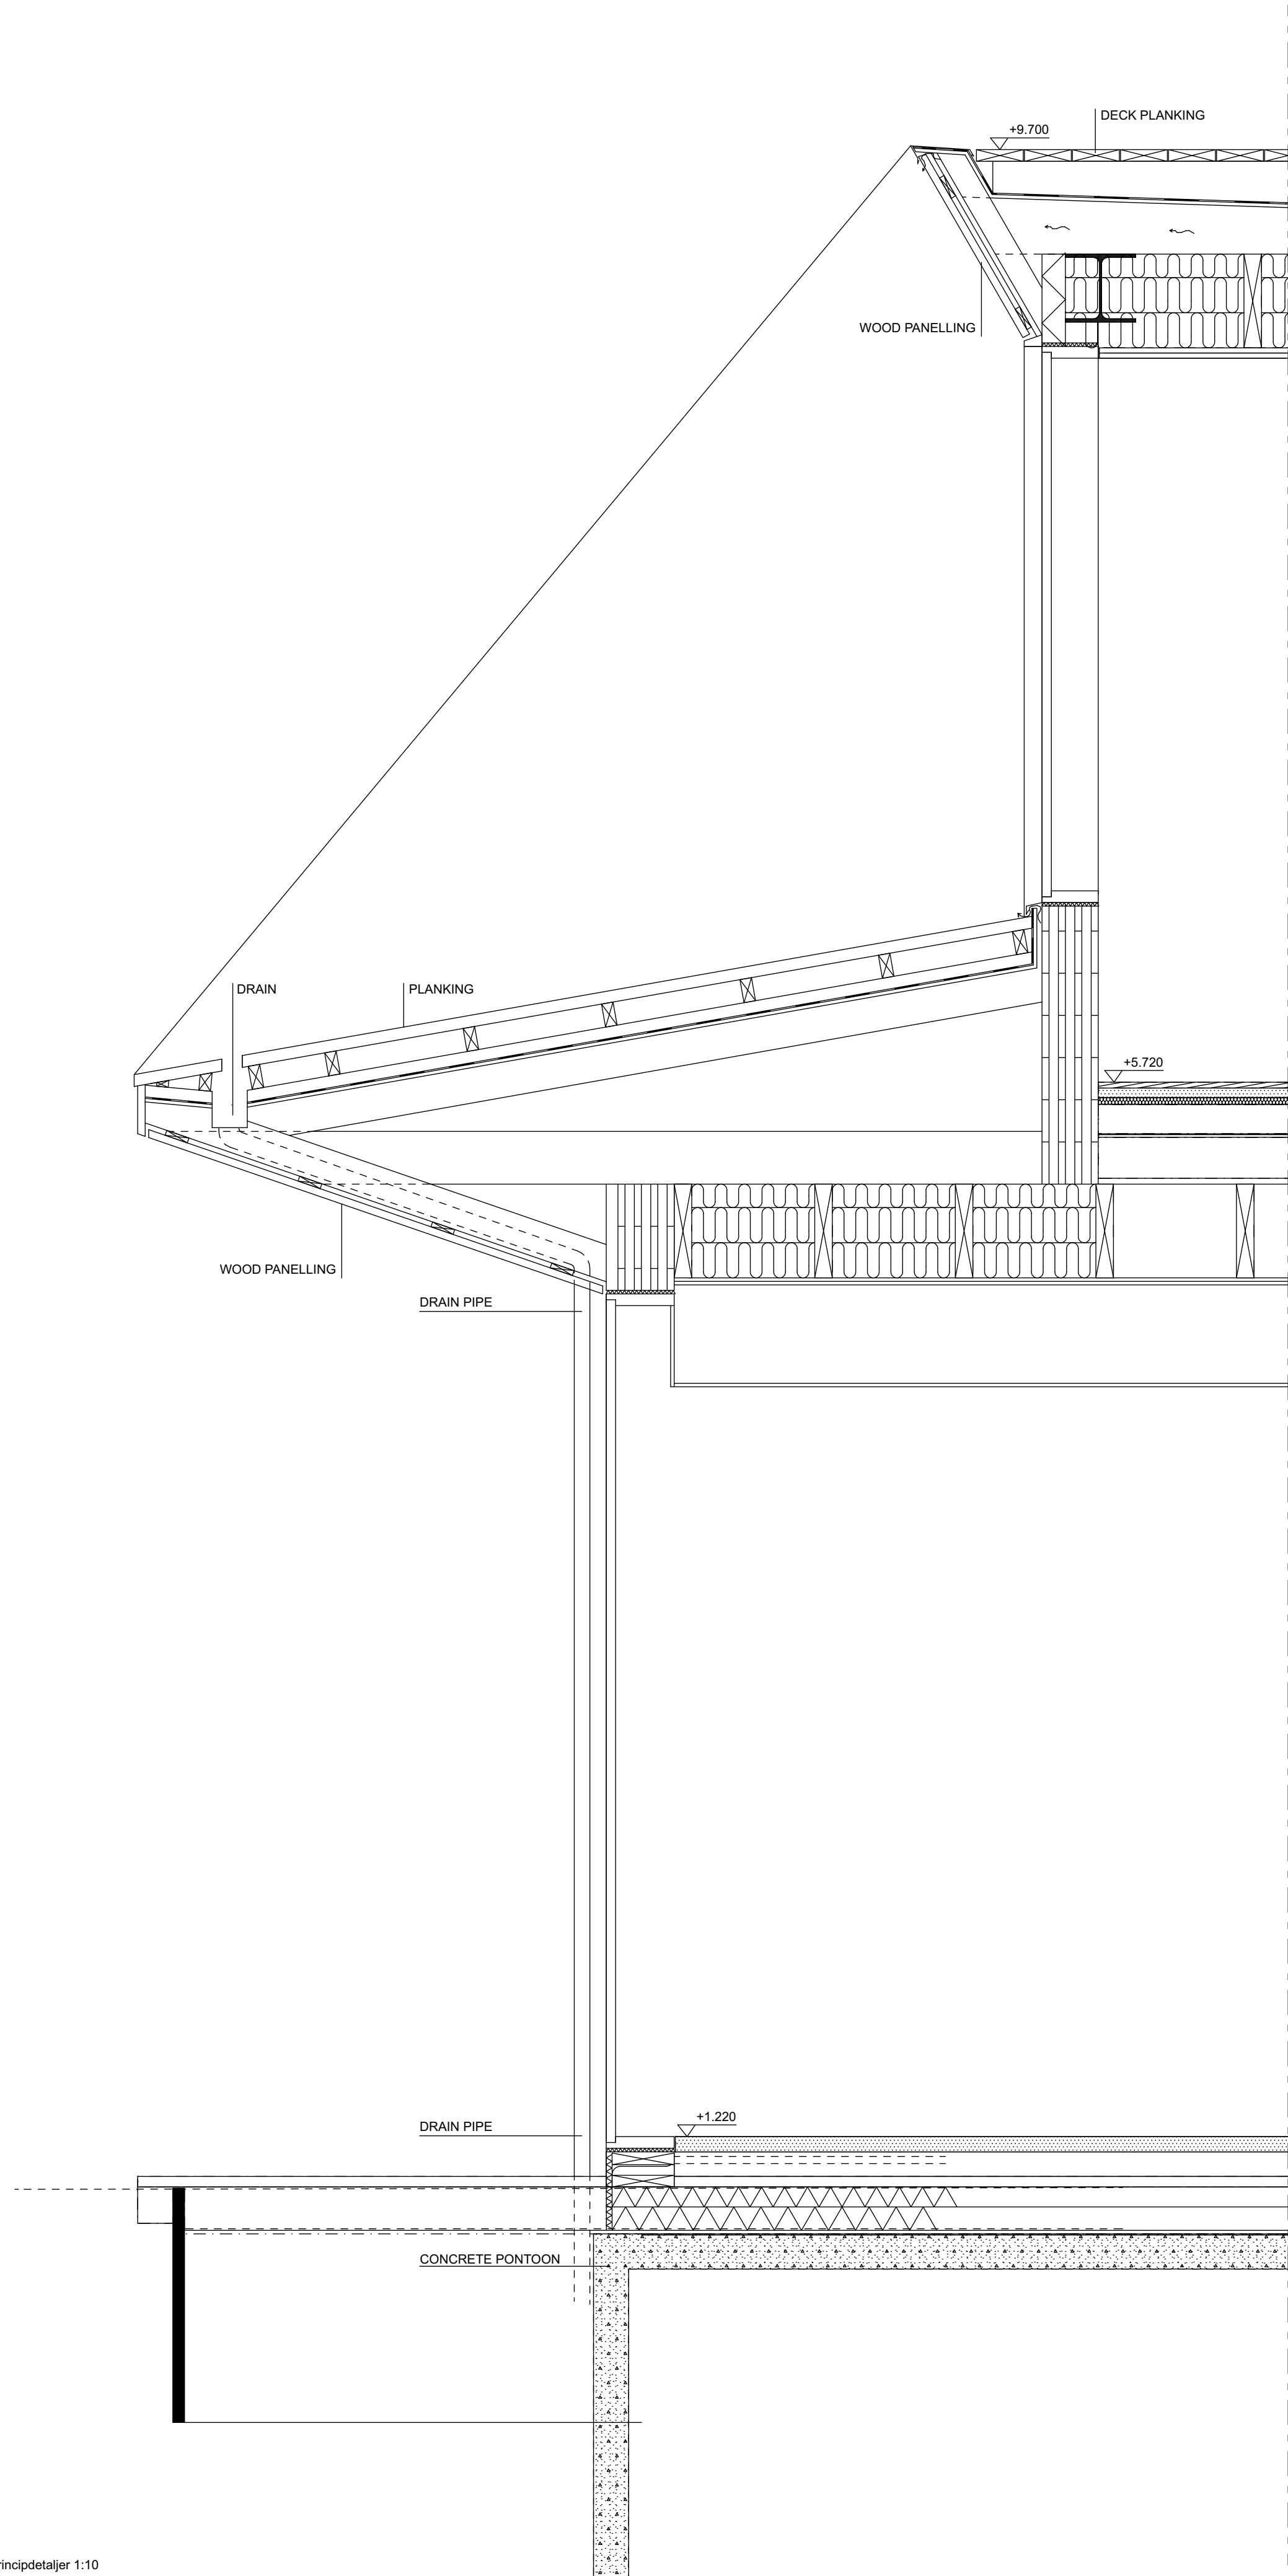 DECK PLANKING
+9.700
WOOD PANELLING
DRAIN
PLANKING
+5.720
WOOD PANELLING
DRAIN PIPE
+1.220
DRAIN PIPE
CONCRETE PONTOON
rincipdetaljer 1:10